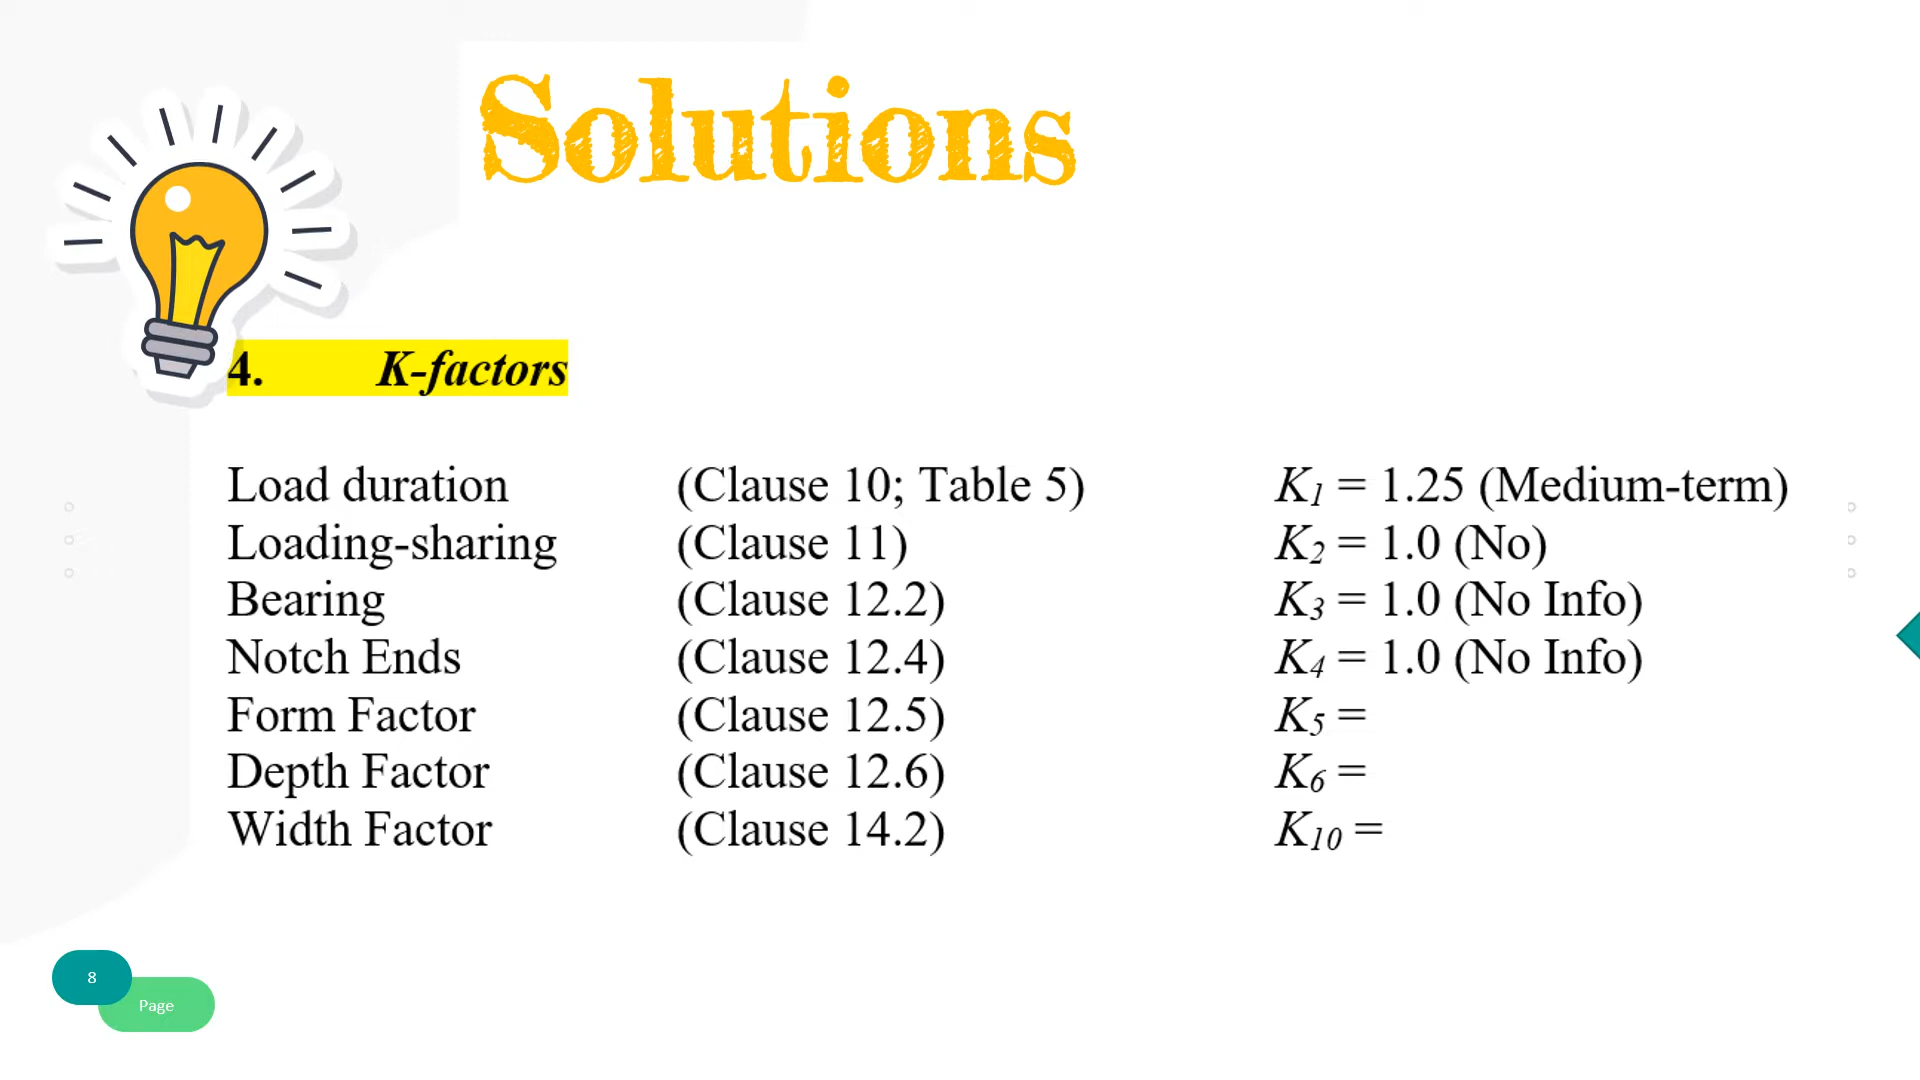 Solutions
4. K-factors
Load duration (Clause 10; Table 5) K1 = 1.25 (Medium-term)
Loading-sharing (Clause 11) K2 = 1.0 (No)
Bearing (Clause 12.2) K3 = 1.0 (No Info)
Notch Ends (Clause 12.4) K4 = 1.0 (No Info)
Form Factor (Clause 12.5) K5 =
Depth Factor (Clause 12.6) K6 =
Width Factor (Clause 14.2) K10 =
8
Page